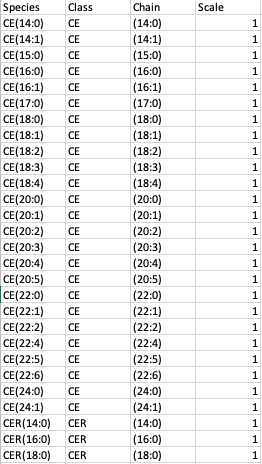 Species Class Chain Scale
CE(14:0) CE (14:0) 1
CE(14:1) CE (14:1) 1
CE(15:0) CE (15:0) 1
CE(16:0) CE (16:0) 1
CE(16:1) CE (16:1) 1
CE(17:0) CE (17:0) 1
CE(18:0) CE (18:0) 1
CE(18:1) CE (18:1) 1
CE(18:2) CE (18:2) 1
CE(18:3) CE (18:3) 1
CE(18:4) CE (18:4) 1
CE(20:0) CE (20:0) 1
CE(20:1) CE (20:1) 1
CE(20:2) CE (20:2) 1
CE(20:3) CE (20:3) 1
CE(20:4) CE (20:4) 1
CE(20:5) CE (20:5) 1
CE(22:0) CE (22:0) 1
CE(22:1) CE (22:1) 1
CE(22:2) CE (22:2) 1
CE(22:4) CE (22:4) 1
CE(22:5) CE (22:5) 1
CE(22:6) CE (22:6) 1
CE(24:0) CE (24:0) 1
CE(24:1) CE (24:1) 1
CER(14:0) CER (14:0) 1
CER(16:0) CER (16:0) 1
CER(18:0) CER (18:0) 1